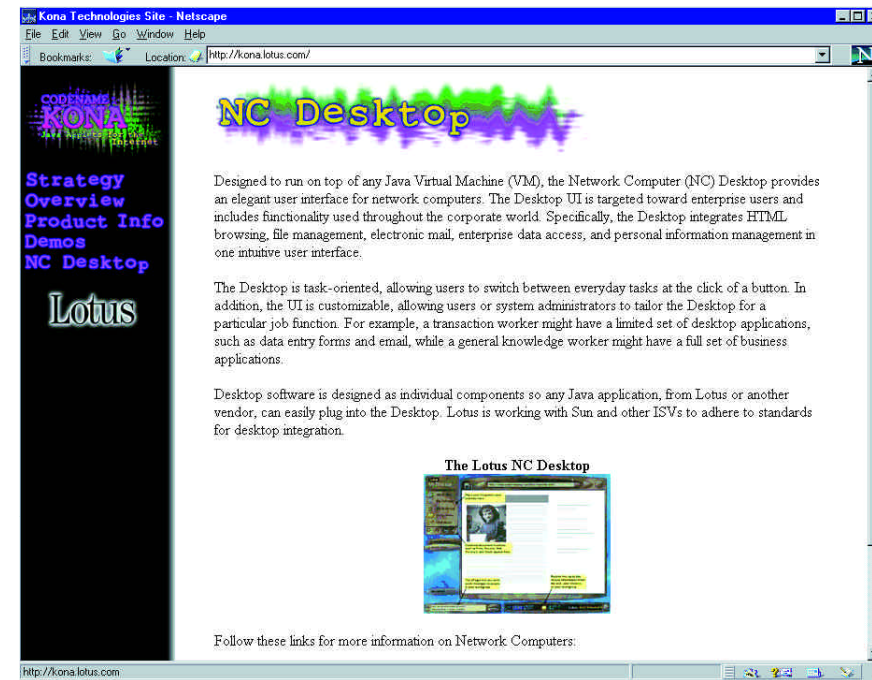 Kona Technologies Site - Netscape
File Edit View Go Window Help
Bookmarks: Location: http://kona.lotus.com/
N
CODENAME
KONA
Java Applets for the
Internet
Strategy
Overview
Product Info
Demos
NC Desktop
Lotus
NC Desktop
Designed to run on top of any Java Virtual Machine (VM), the Network Computer (NC) Desktop provides
an elegant user interface for network computers. The Desktop UI is targeted toward enterprise users and
includes functionality used throughout the corporate world. Specifically, the Desktop integrates HTML
browsing, file management, electronic mail, enterprise data access, and personal information management in
one intuitive user interface.
The Desktop is task-oriented, allowing users to switch between everyday tasks at the click of a button. In
addition, the UI is customizable, allowing users or system administrators to tailor the Desktop for a
particular job function. For example, a transaction worker might have a limited set of desktop applications,
such as data entry forms and email, while a general knowledge worker might have a full set of business
applications.
Desktop software is designed as individual components so any Java application, from Lotus or another
vendor, can easily plug into the Desktop. Lotus is working with Sun and other ISVs to adhere to standards
for desktop integration.
The Lotus NC Desktop
Follow these links for more information on Network Computers:
http://kona.lotus.com